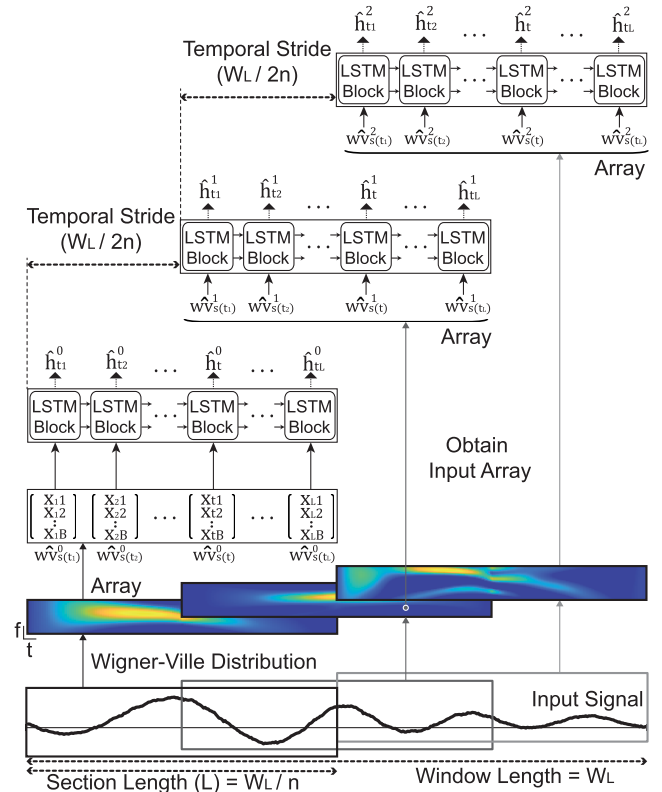 ĥ²t1 ĥ²t2 ... ĥ²t ... ĥ²tL
Temporal Stride
(WL / 2n)
LSTM Block LSTM Block ... LSTM Block ... LSTM Block
wv̂²s(t1) wv̂²s(t2) wv̂²s(t) wv̂²s(tL)
Array
ĥ¹t1 ĥ¹t2 ... ĥ¹t ... ĥ¹tL
Temporal Stride
(WL / 2n)
LSTM Block LSTM Block ... LSTM Block ... LSTM Block
wv̂¹s(t1) wv̂¹s(t2) wv̂¹s(t) wv̂¹s(tL)
Array
ĥ⁰t1 ĥ⁰t2 ... ĥ⁰t ... ĥ⁰tL
LSTM Block LSTM Block ... LSTM Block ... LSTM Block
Obtain
Input Array
X11 X21 Xt1 XL1
X12 X22 ... Xt2 ... XL2
⋮ ⋮ ⋮ ⋮
X1B X2B XtB XLB
wv̂⁰s(t1) wv̂⁰s(t2) wv̂⁰s(t) wv̂⁰s(tL)
Array
f
t
Wigner-Ville Distribution
Input Signal
Section Length (L) = WL / n
Window Length = WL